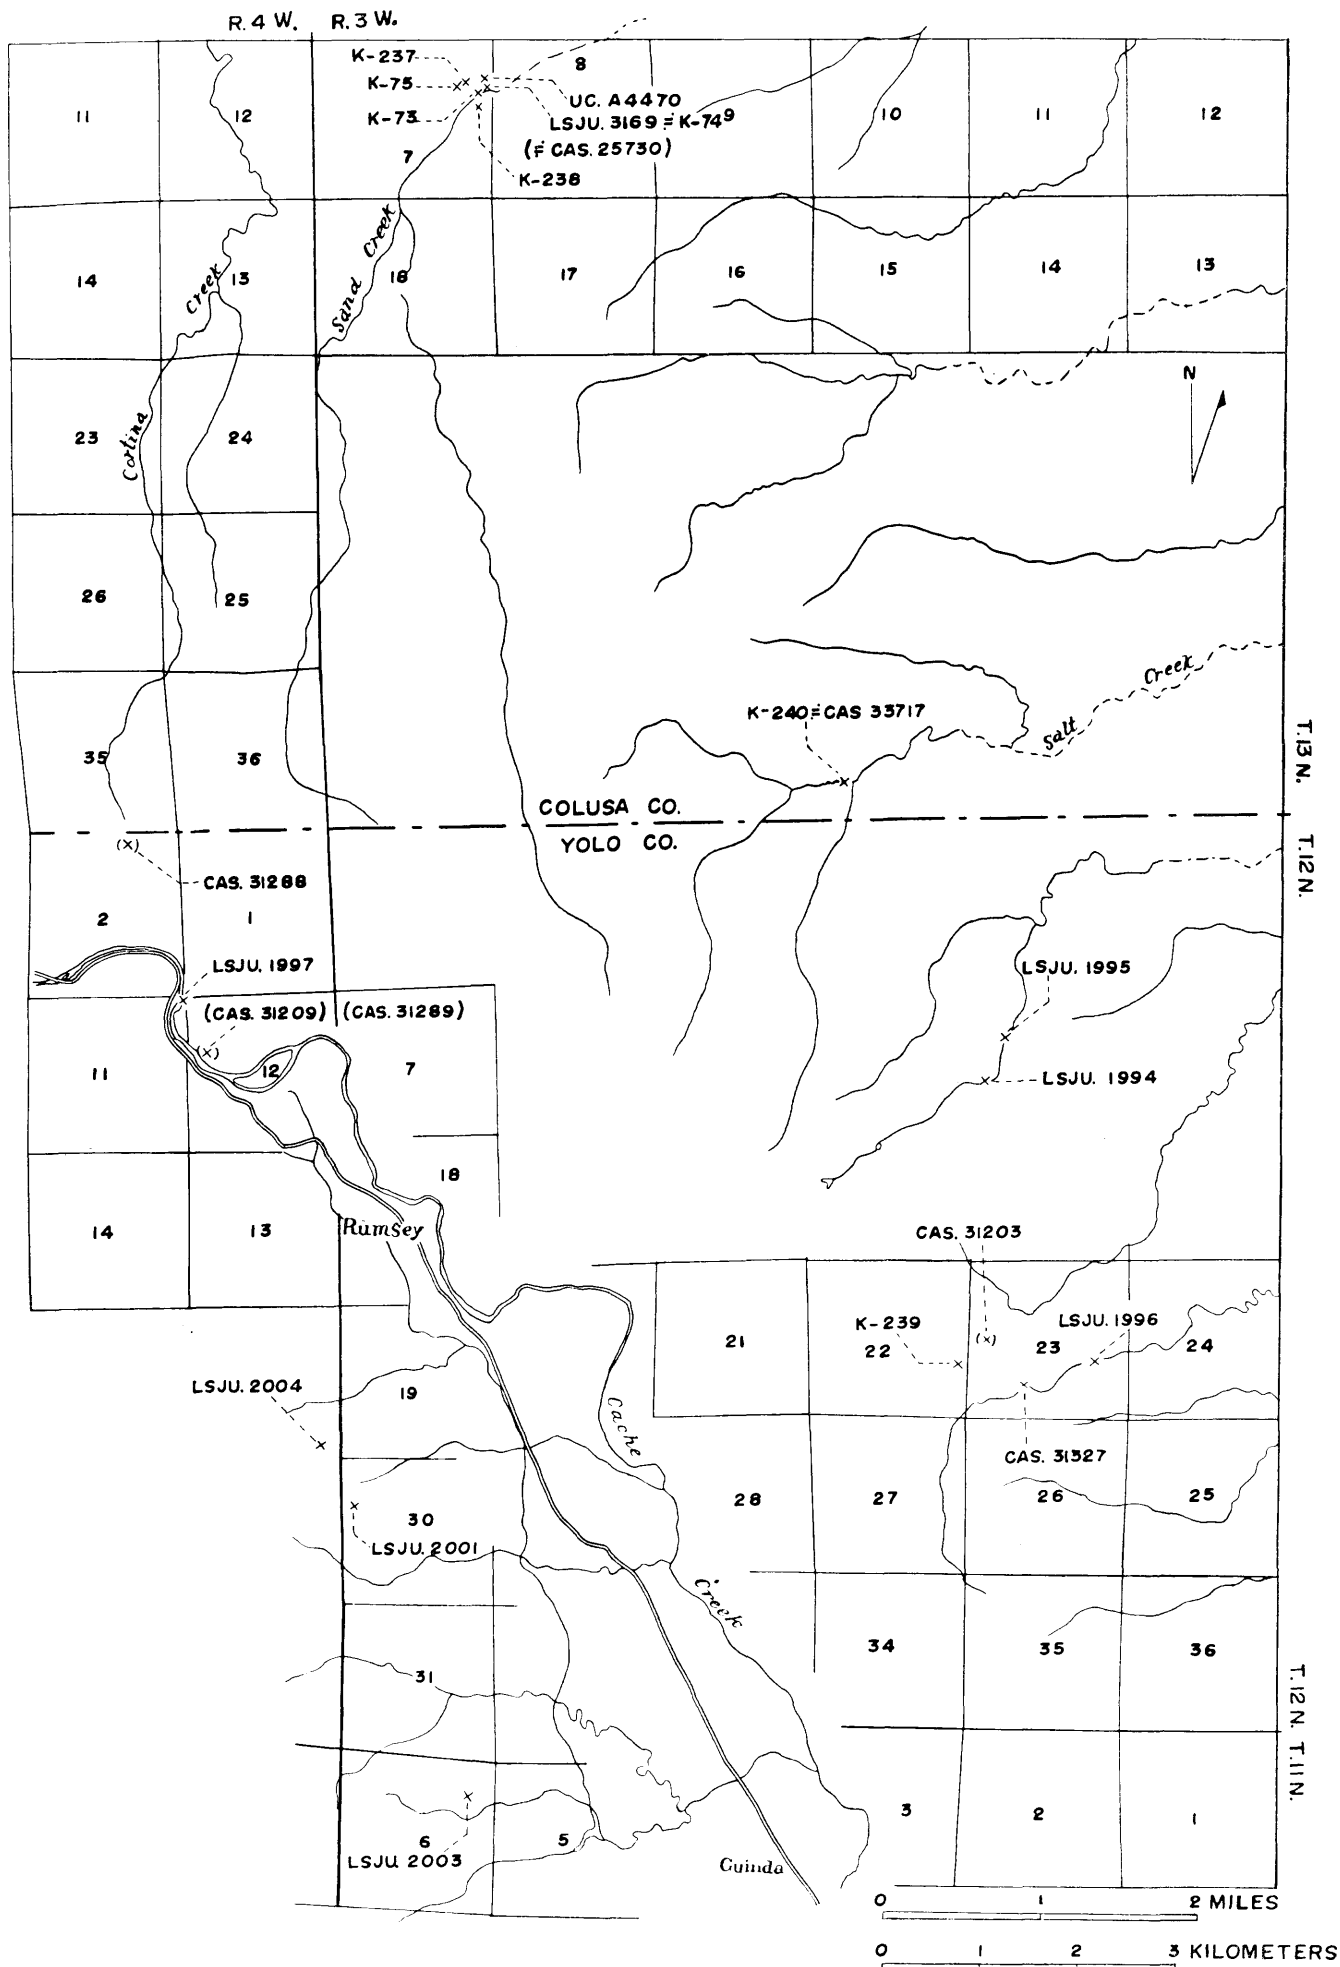 R. 4 W. R. 3 W.
K-237
8
K-75
UC. A4470
11
12
K-73
LSJU. 3169 ≠ K-74
9
10
11
12
7
(≠ CAS. 25730)
K-238
Sand Creek
14
Creek
13
18
17
16
15
14
13
N
23
Cortina
24
26
25
Creek
K-240 = CAS 33717
Salt
T. 13 N.
35
36
COLUSA CO.
YOLO CO.
T. 12 N.
CAS. 31288
2
1
LSJU. 1997
LSJU. 1995
(CAS. 31209) (CAS. 31289)
11
12
7
LSJU. 1994
18
14
13
Rumsey
CAS. 31203
K-239
LSJU. 1996
21
22
23
24
LSJU. 2004
19
Cache
CAS. 31327
28
27
26
25
30
LSJU. 2001
Creek
34
35
36
31
T. 12 N. T. 11 N.
3
2
1
6
5
LSJU. 2003
Guinda
0 1 2 MILES
0 1 2 3 KILOMETERS